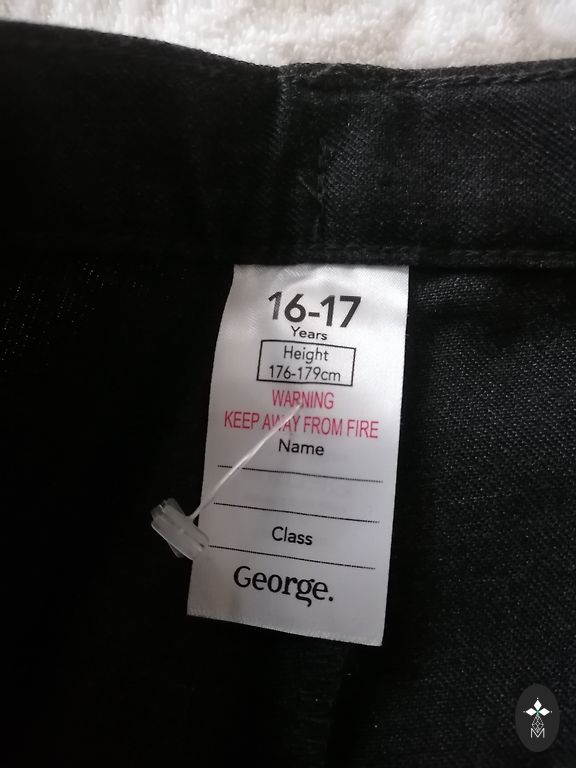 16-17
Years
Height
176-179cm
WARNING
KEEP AWAY FROM FIRE
Name
Class
George.
M